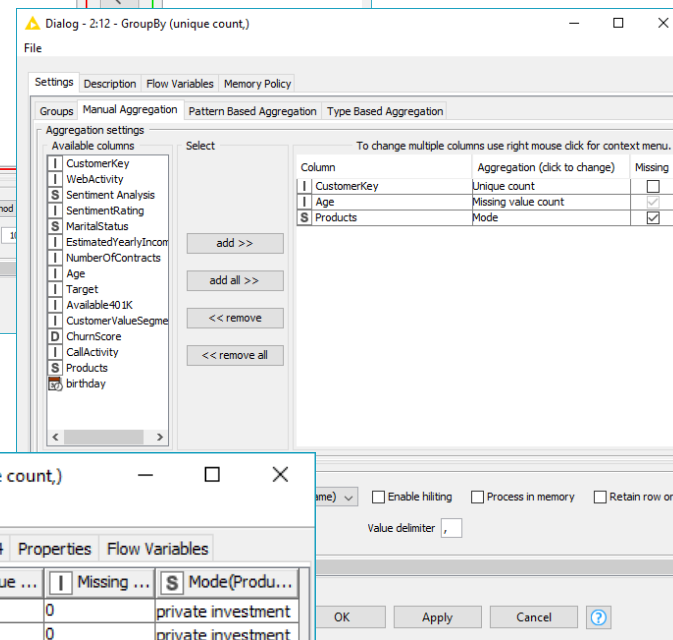 Dialog - 2:12 - GroupBy (unique count,)
File
Settings Description Flow Variables Memory Policy
Groups Manual Aggregation Pattern Based Aggregation Type Based Aggregation
Aggregation settings
Available columns Select To change multiple columns use right mouse click for context menu.
Column Aggregation (click to change) Missing
I CustomerKey
I WebActivity
S Sentiment Analysis
I SentimentRating
S MaritalStatus
I EstimatedYearlyIncom
I NumberOfContracts
I Age
I Target
I Available401K
I CustomerValueSegme
D ChurnScore
I CallActivity
S Products
birthday
add >>
add all >>
<< remove
<< remove all
I CustomerKey Unique count
I Age Missing value count
S Products Mode
ame) Enable hiliting Process in memory Retain row or
Value delimiter ,
OK Apply Cancel ?
e count,)
Properties Flow Variables
ue ... I Missing ... S Mode(Produ...
0 private investment
0 private investment
nod
10